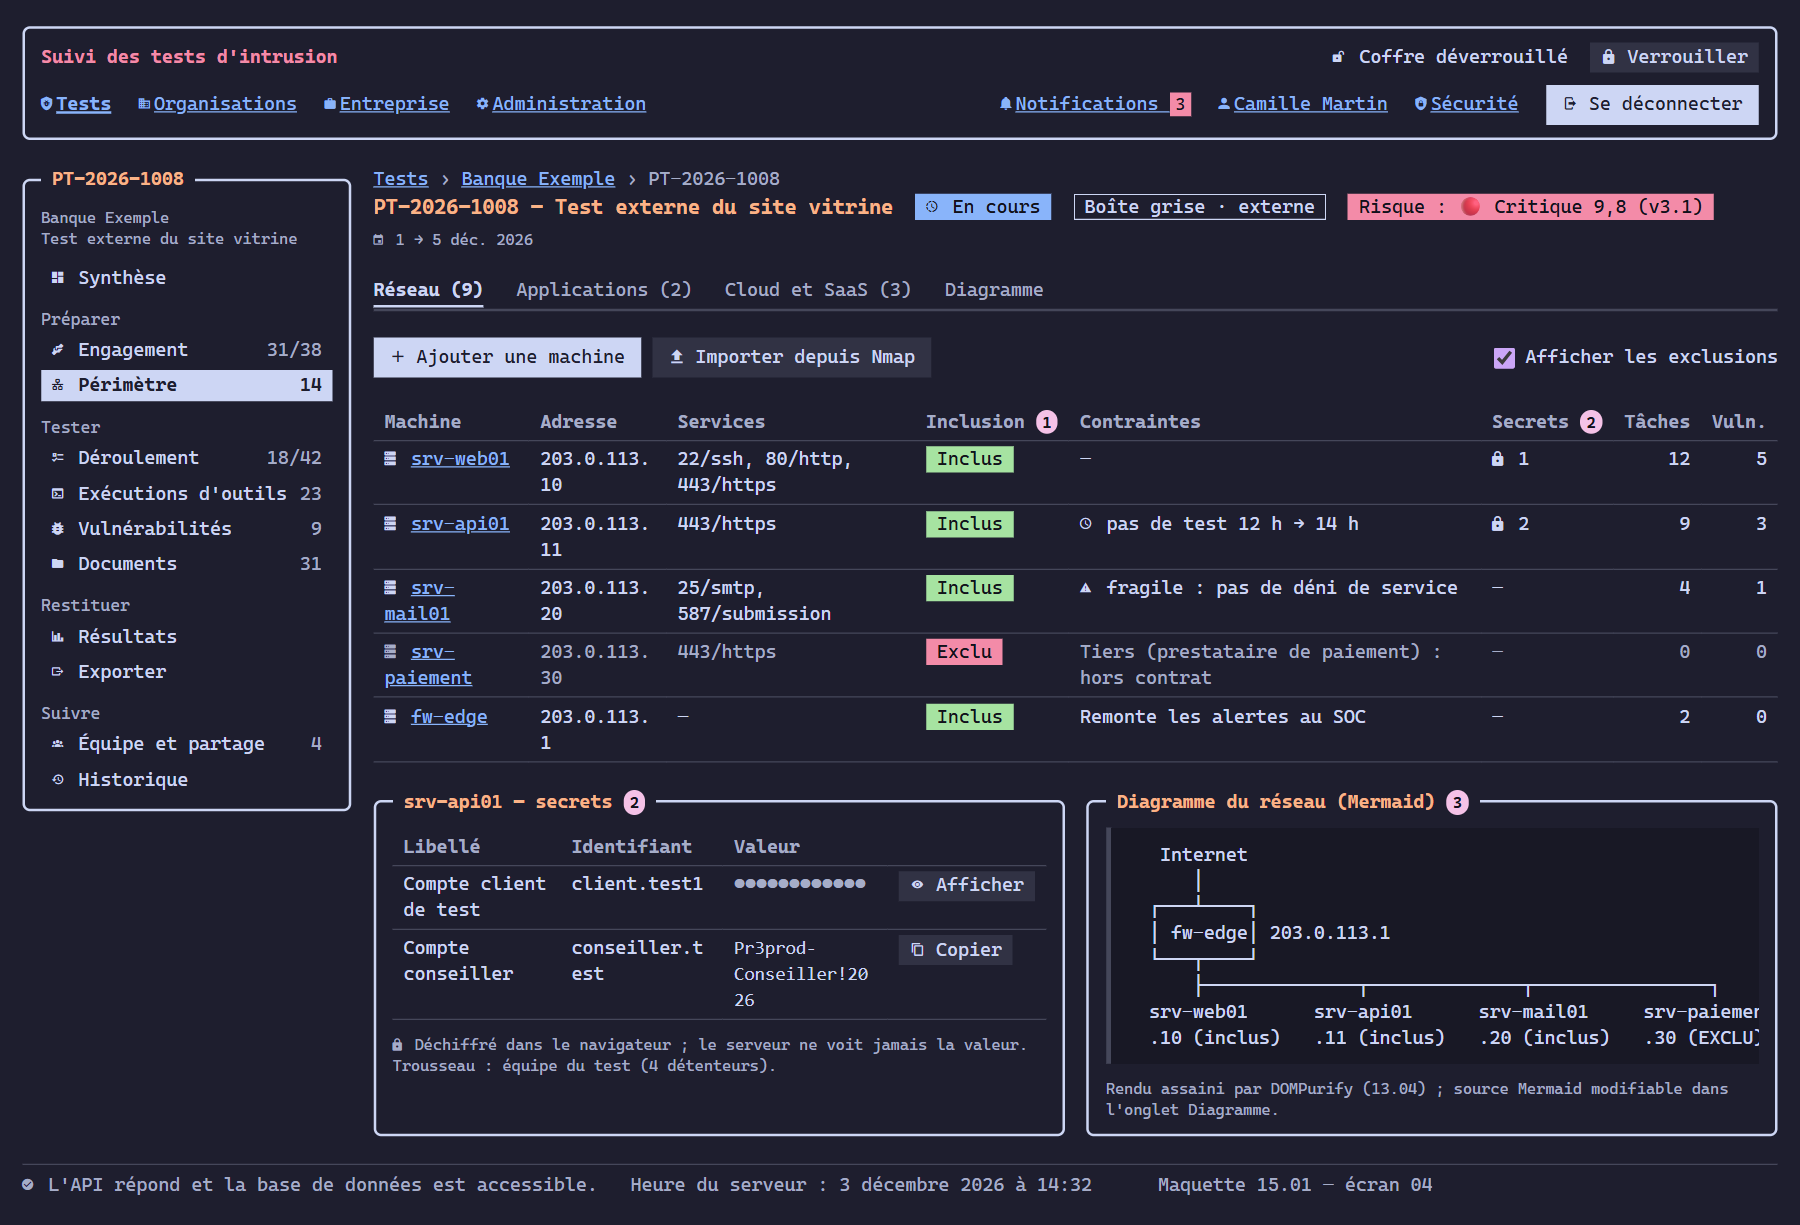 Suivi des tests d'intrusion
Coffre déverrouillé
Verrouiller
Tests
Organisations
Entreprise
Administration
Notifications 3
Camille Martin
Sécurité
Se déconnecter
PT-2026-1008
Banque Exemple
Test externe du site vitrine
Synthèse
Préparer
Engagement 31/38
Périmètre 14
Tester
Déroulement 18/42
Exécutions d'outils 23
Vulnérabilités 9
Documents 31
Restituer
Résultats
Exporter
Suivre
Équipe et partage 4
Historique
Tests › Banque Exemple › PT-2026-1008
PT-2026-1008 — Test externe du site vitrine
En cours
Boîte grise · externe
Risque : Critique 9,8 (v3.1)
1 → 5 déc. 2026
Réseau (9)
Applications (2)
Cloud et SaaS (3)
Diagramme
+ Ajouter une machine
Importer depuis Nmap
Afficher les exclusions
Machine Adresse Services Inclusion 1 Contraintes Secrets 2 Tâches Vuln.
srv-web01 203.0.113. 22/ssh, 80/http, Inclus — 1 12 5
10 443/https
srv-api01 203.0.113. 443/https Inclus pas de test 12 h → 14 h 2 9 3
11
srv- 203.0.113. 25/smtp, Inclus fragile : pas de déni de service — 4 1
mail01 20 587/submission
srv- 203.0.113. 443/https Exclu Tiers (prestataire de paiement) : — 0 0
paiement 30 hors contrat
fw-edge 203.0.113. — Inclus Remonte les alertes au SOC — 2 0
1
srv-api01 — secrets 2
Libellé Identifiant Valeur
Compte client client.test1 ●●●●●●●●●●●● Afficher
de test
Compte conseiller.t Pr3prod- Copier
conseiller est Conseiller!20
26
Déchiffré dans le navigateur ; le serveur ne voit jamais la valeur.
Trousseau : équipe du test (4 détenteurs).
Diagramme du réseau (Mermaid) 3
Internet
fw-edge 203.0.113.1
srv-web01 srv-api01 srv-mail01 srv-paiemen
.10 (inclus) .11 (inclus) .20 (inclus) .30 (EXCLU)
Rendu assaini par DOMPurify (13.04) ; source Mermaid modifiable dans
l'onglet Diagramme.
L'API répond et la base de données est accessible.
Heure du serveur : 3 décembre 2026 à 14:32
Maquette 15.01 — écran 04